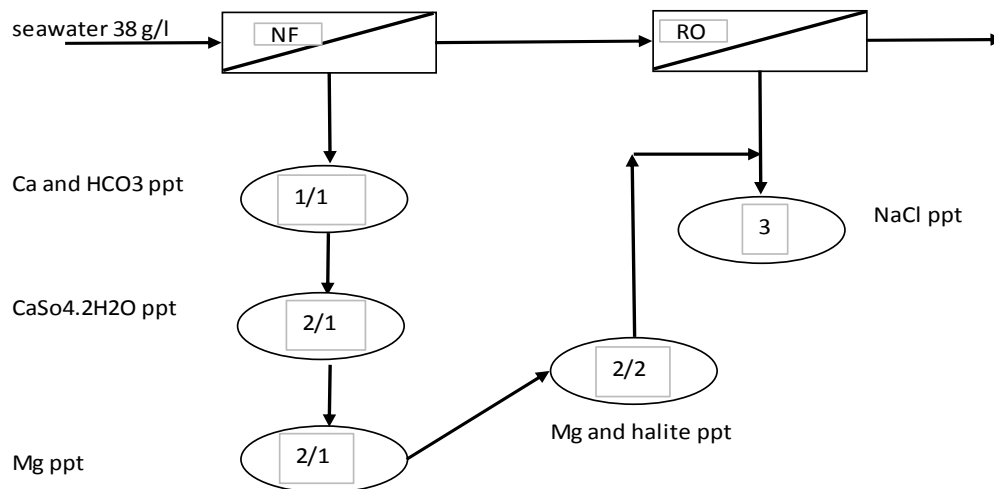 seawater 38 g/l
NF
RO
Ca and HCO3 ppt
1/1
3
NaCl ppt
CaSo4.2H2O ppt
2/1
2/2
Mg and halite ppt
Mg ppt
2/1